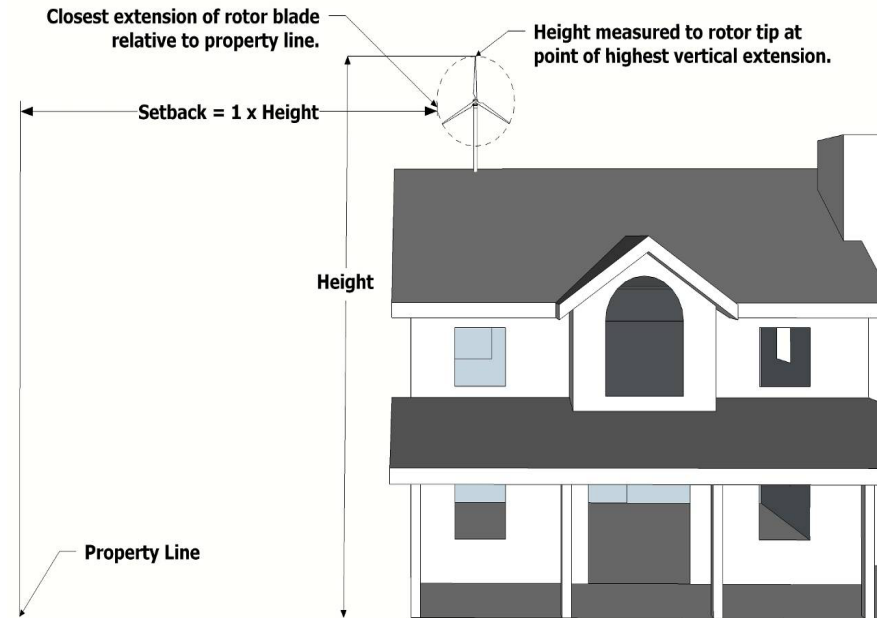 Closest extension of rotor blade
relative to property line.
Height measured to rotor tip at
point of highest vertical extension.
Setback = 1 x Height
Height
Property Line